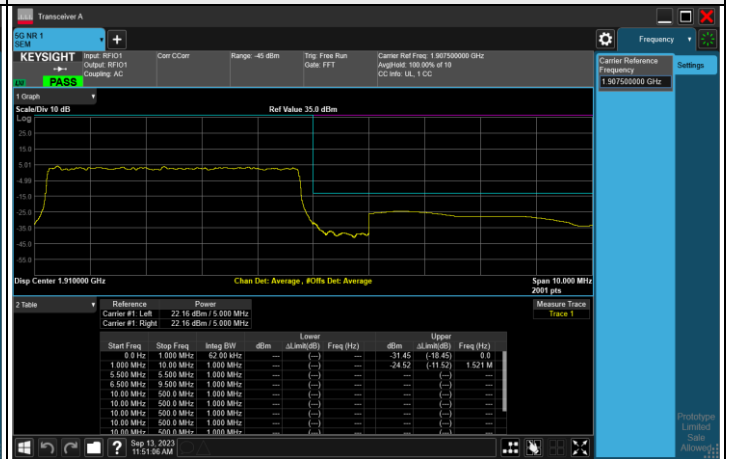 Transceiver A
5G NR 1
SEM
Frequency
KEYSIGHT
PASS
Input: RFIO1
Output: RFIO1
Coupling: AC
Corr CCorr
Range: -45 dBm
Trig: Free Run
Gate: FFT
Carrier Ref Freq: 1.907500000 GHz
Avg|Hold: 100.00% of 10
CC Info: UL, 1 CC
Carrier Reference
Frequency
1.907500000 GHz
Settings
1 Graph
Scale/Div 10 dB
Ref Value 35.0 dBm
Log
25.0
15.0
5.01
-4.99
-15.0
-25.0
-35.0
-45.0
-55.0
Disp Center 1.910000 GHz
Chan Det: Average , #Offs Det: Average
Span 10.000 MHz
2001 pts
2 Table
Measure Trace
Trace 1
Reference Power
Carrier #1: Left 22.16 dBm / 5.000 MHz
Carrier #1: Right 22.16 dBm / 5.000 MHz
Lower Upper
Start Freq Stop Freq Integ BW dBm ΔLimit(dB) Freq (Hz) dBm ΔLimit(dB) Freq (Hz)
0.0 Hz 1.000 MHz 62.00 kHz --- (---) --- -31.45 (-18.45) 0.0
1.000 MHz 10.00 MHz 1.000 MHz --- (---) --- -24.52 (-11.52) 1.521 M
5.500 MHz 5.500 MHz 1.000 MHz --- (---) --- --- (---) ---
6.500 MHz 9.500 MHz 1.000 MHz --- (---) --- --- (---) ---
10.00 MHz 500.0 MHz 1.000 MHz --- (---) --- --- (---) ---
10.00 MHz 500.0 MHz 1.000 MHz --- (---) --- --- (---) ---
10.00 MHz 500.0 MHz 1.000 MHz --- (---) --- --- (---) ---
10.00 MHz 500.0 MHz 1.000 MHz --- (---) --- --- (---) ---
10.00 MHz 500.0 MHz 1.000 MHz --- (---) --- --- (---) ---
Prototype
Limited
Sale
Allowed
?
Sep 13, 2023
11:51:06 AM